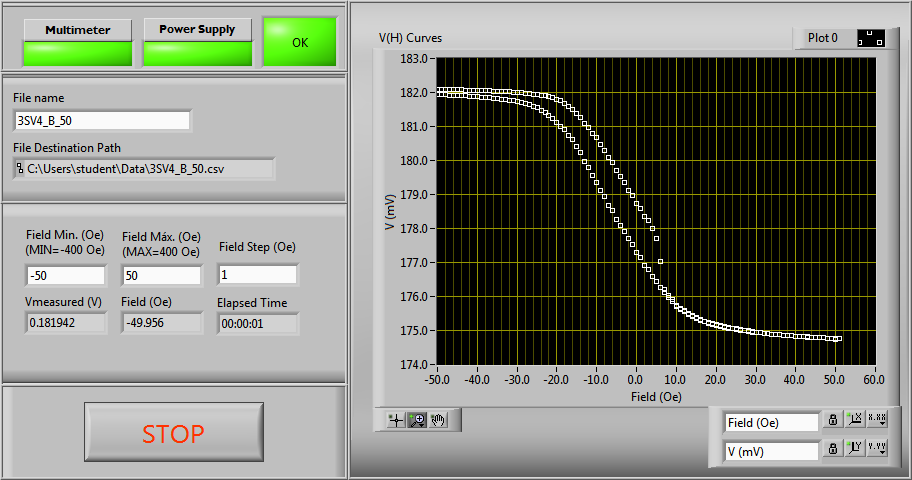 Multimeter
Power Supply
OK
File name
3SV4_B_50
File Destination Path
C:\Users\student\Data\3SV4_B_50.csv
Field Min. (Oe)
(MIN=-400 Oe)
Field Máx. (Oe)
(MAX=400 Oe)
Field Step (Oe)
-50
50
1
Vmeasured (V)
Field (Oe)
Elapsed Time
0.181942
-49.956
00:00:01
STOP
V(H) Curves
Plot 0
183.0
182.0
181.0
180.0
179.0
178.0
177.0
176.0
175.0
174.0
V (mV)
-50.0 -40.0 -30.0 -20.0 -10.0 0.0 10.0 20.0 30.0 40.0 50.0 60.0
Field (Oe)
Field (Oe)
X
X.XX
V (mV)
Y
Y.YY